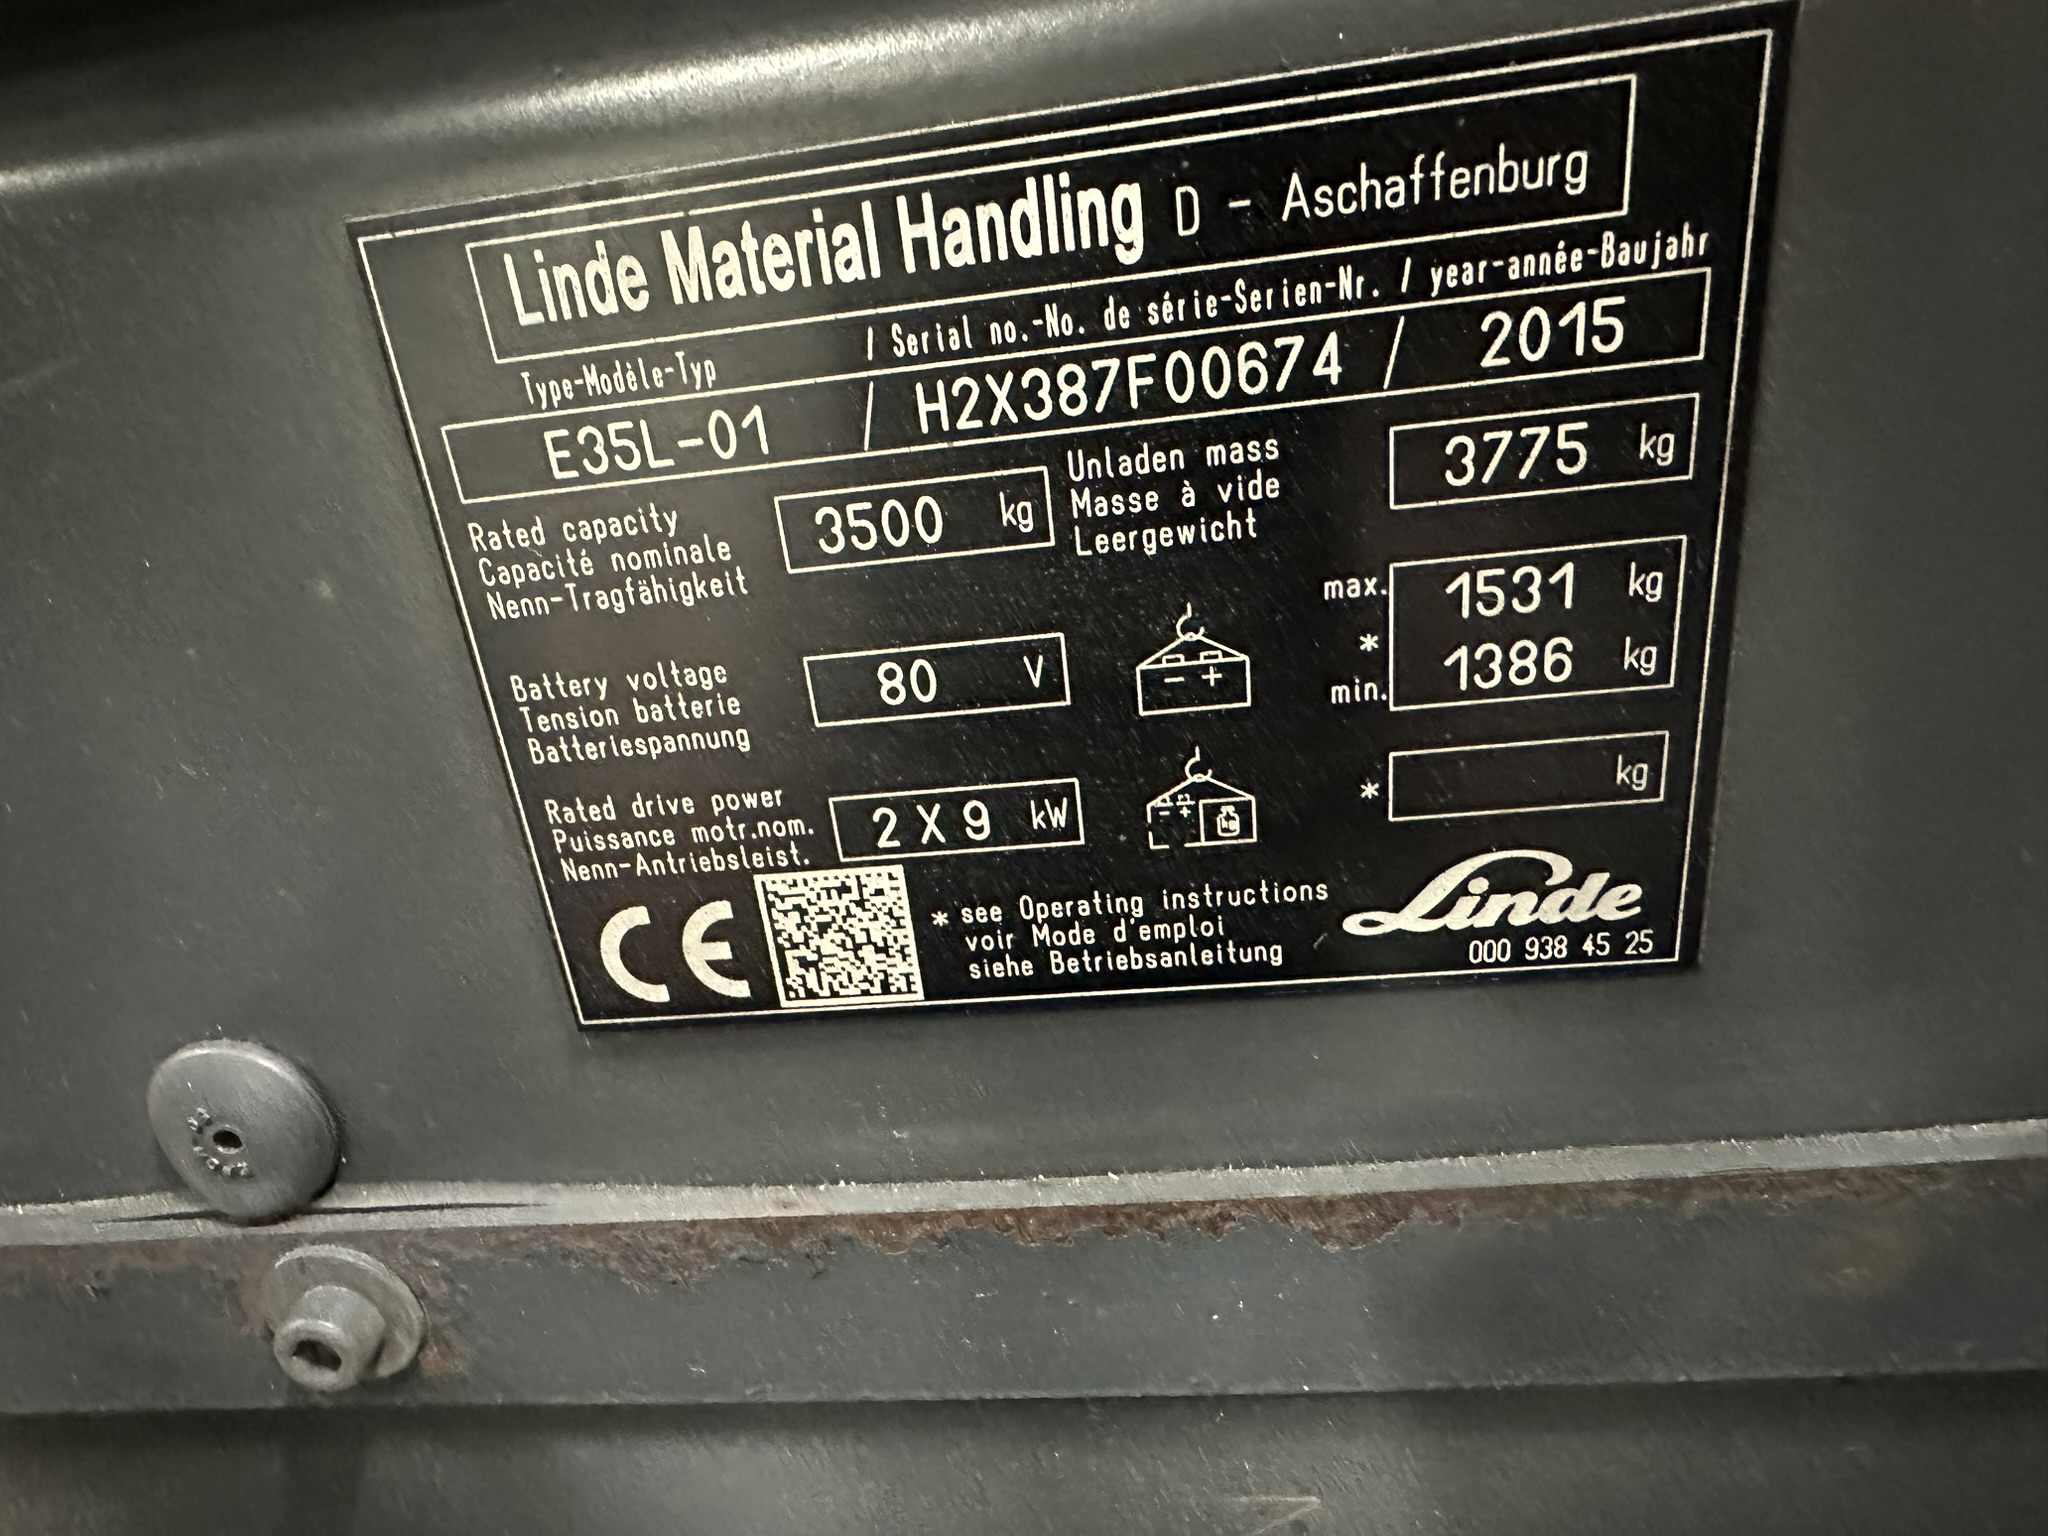 Linde Material Handling D - Aschaffenburg
Type-Modèle-Typ / Serial no.-No. de série-Serien-Nr. / year-année-Baujahr
E35L-01 / H2X387F00674 / 2015
Rated capacity
Capacité nominale
Nenn-Tragfähigkeit
3500 kg
Unladen mass
Masse à vide
Leergewicht
3775 kg
Battery voltage
Tension batterie
Batteriespannung
80 V
- +
max. 1531 kg
*
min. 1386 kg
Rated drive power
Puissance motr.nom.
Nenn-Antriebsleist.
2 X 9 kW
- + kg
* kg
CE
* see Operating instructions
voir Mode d'emploi
siehe Betriebsanleitung
Linde
000 938 45 25